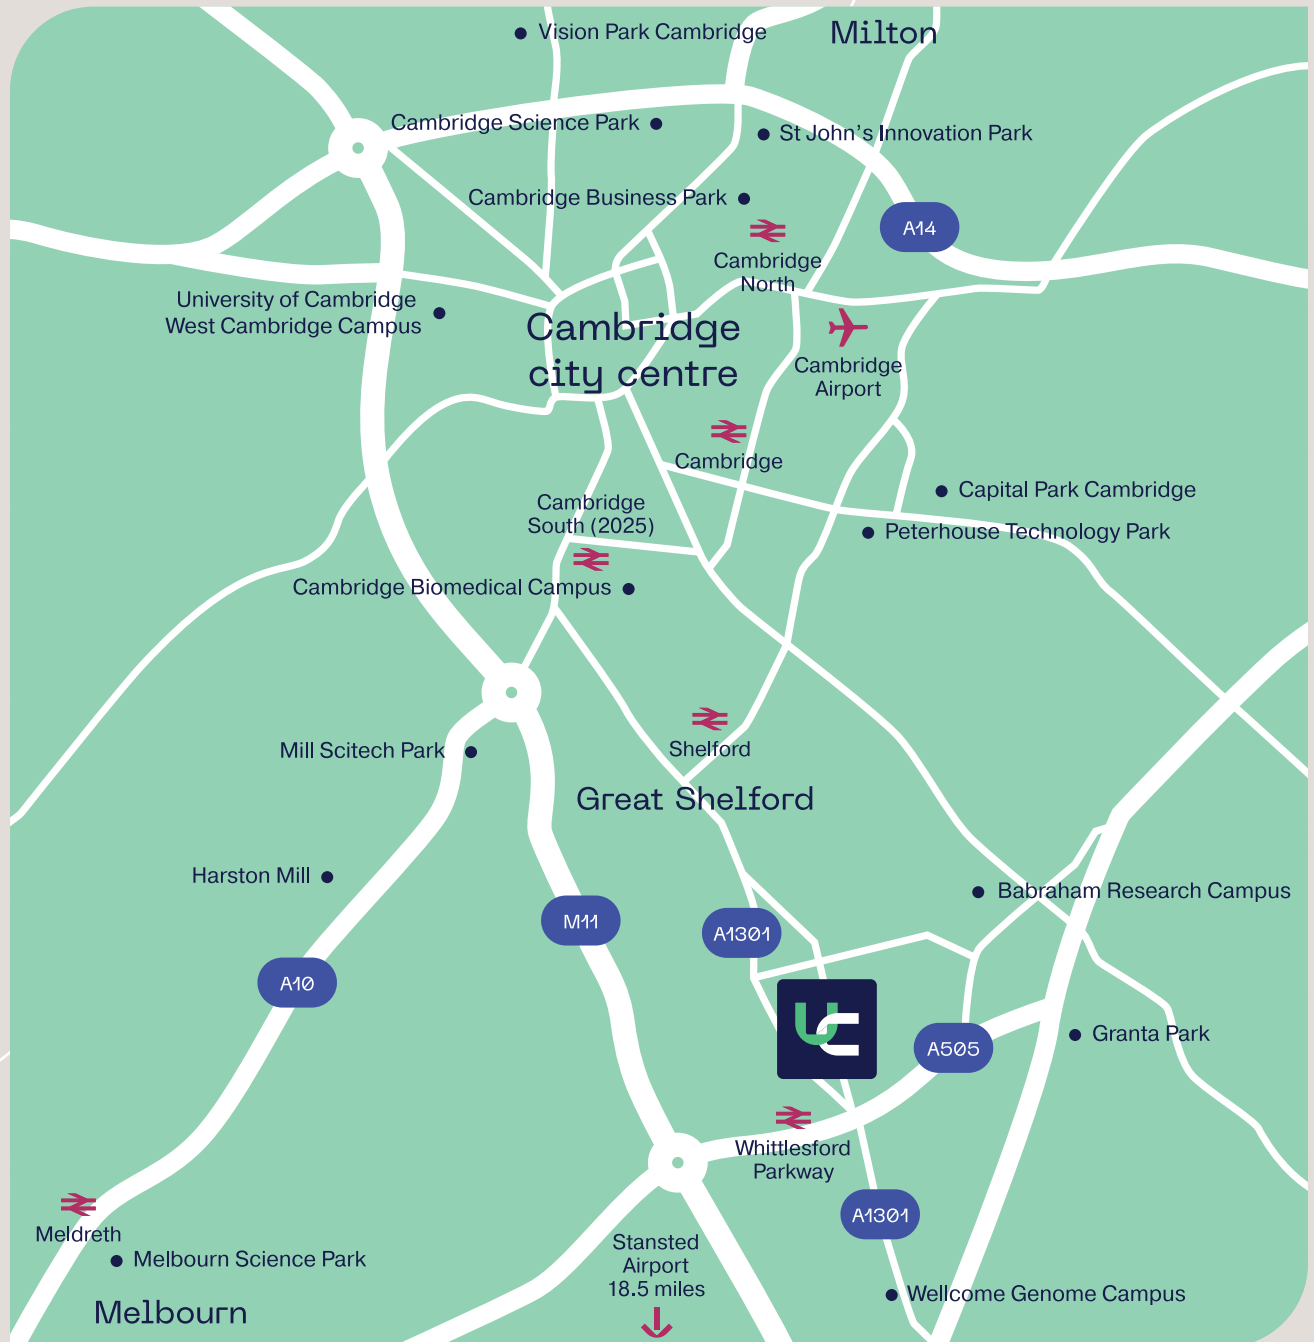 Vision Park Cambridge
Milton
Cambridge Science Park
St John's Innovation Park
Cambridge Business Park
A14
Cambridge
North
University of Cambridge
West Cambridge Campus
Cambridge
city centre
Cambridge
Airport
Cambridge
Capital Park Cambridge
Cambridge
South (2025)
Peterhouse Technology Park
Cambridge Biomedical Campus
Shelford
Mill Scitech Park
Great Shelford
Harston Mill
Babraham Research Campus
M11
A1301
A10
UC
Granta Park
A505
Whittlesford
Parkway
A1301
Meldreth
Melbourn Science Park
Stansted
Airport
18.5 miles
Wellcome Genome Campus
Melbourn